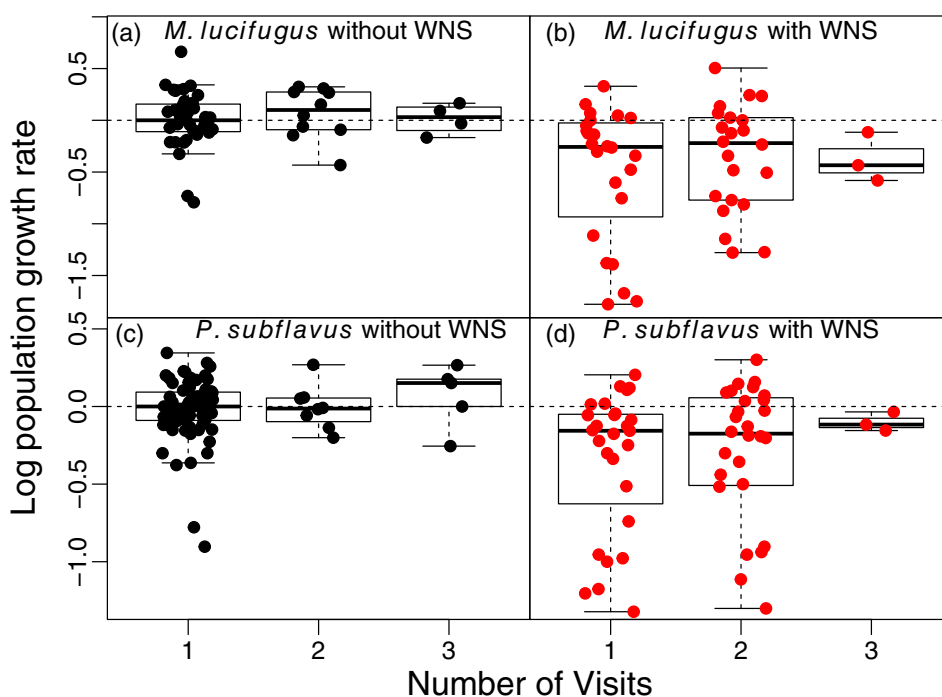 (a) M. lucifugus without WNS
(b) M. lucifugus with WNS
0.5
−0.5
−1.5
(c) P. subflavus without WNS
(d) P. subflavus with WNS
0.5
0.0
−0.5
−1.0
Log population growth rate
1 2 3
1 2 3
Number of Visits